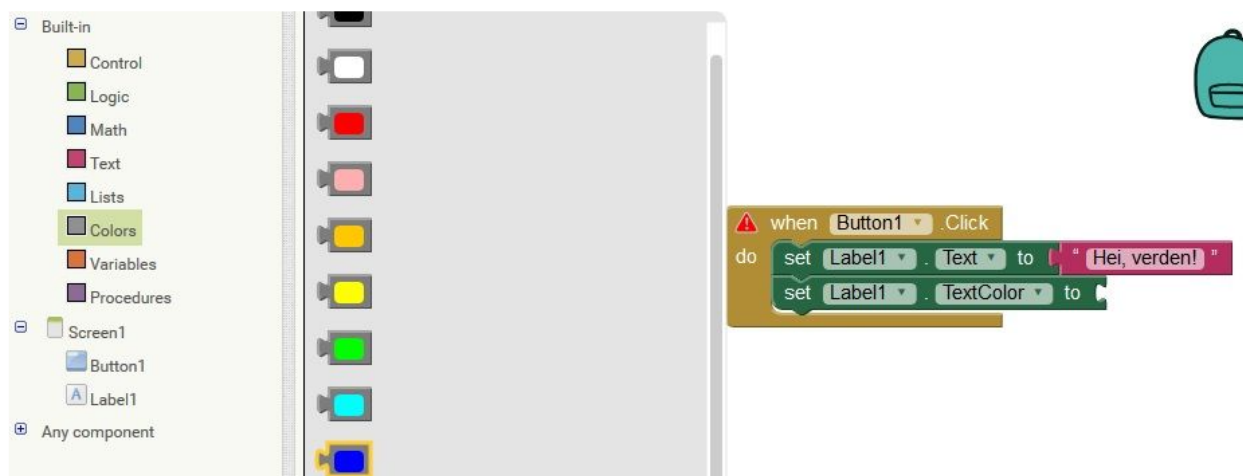 Built-in
Control
Logic
Math
Text
Lists
Colors
Variables
Procedures
Screen1
Button1
A Label1
Any component
when Button1 .Click
do set Label1 . Text to " Hei, verden! "
set Label1 . TextColor to